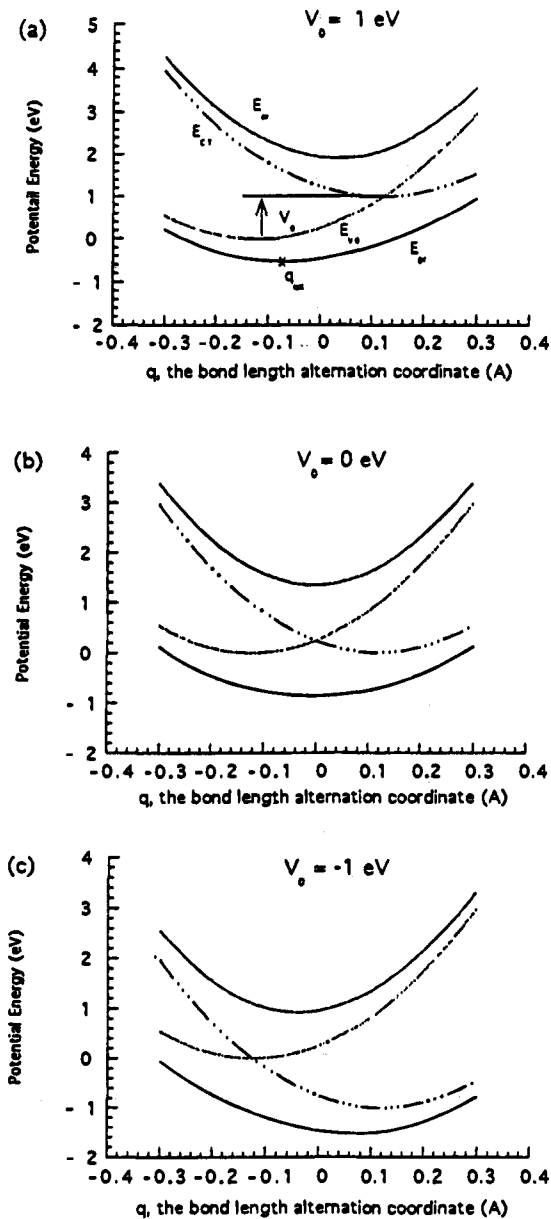 (a)
V₀ = 1 eV
Potentail Energy (eV)
5
4
3
2
1
0
- 1
- 2
E_CT
V₀
-0.4 -0.3 -0.2 -0.1 0 0.1 0.2 0.3 0.4
q, the bond length alternation coordinate (A)
(b)
V₀ = 0 eV
Potential Energy (eV)
4
3
2
1
0
- 1
- 2
-0.4 -0.3 -0.2 -0.1 0 0.1 0.2 0.3 0.4
q, the bond length alternation coordinate (A)
(c)
V₀ = -1 eV
Potential Energy (eV)
4
3
2
1
0
- 1
- 2
-0.4 -0.3 -0.2 -0.1 0 0.1 0.2 0.3 0.4
q, the bond length alternation coordinate (A)